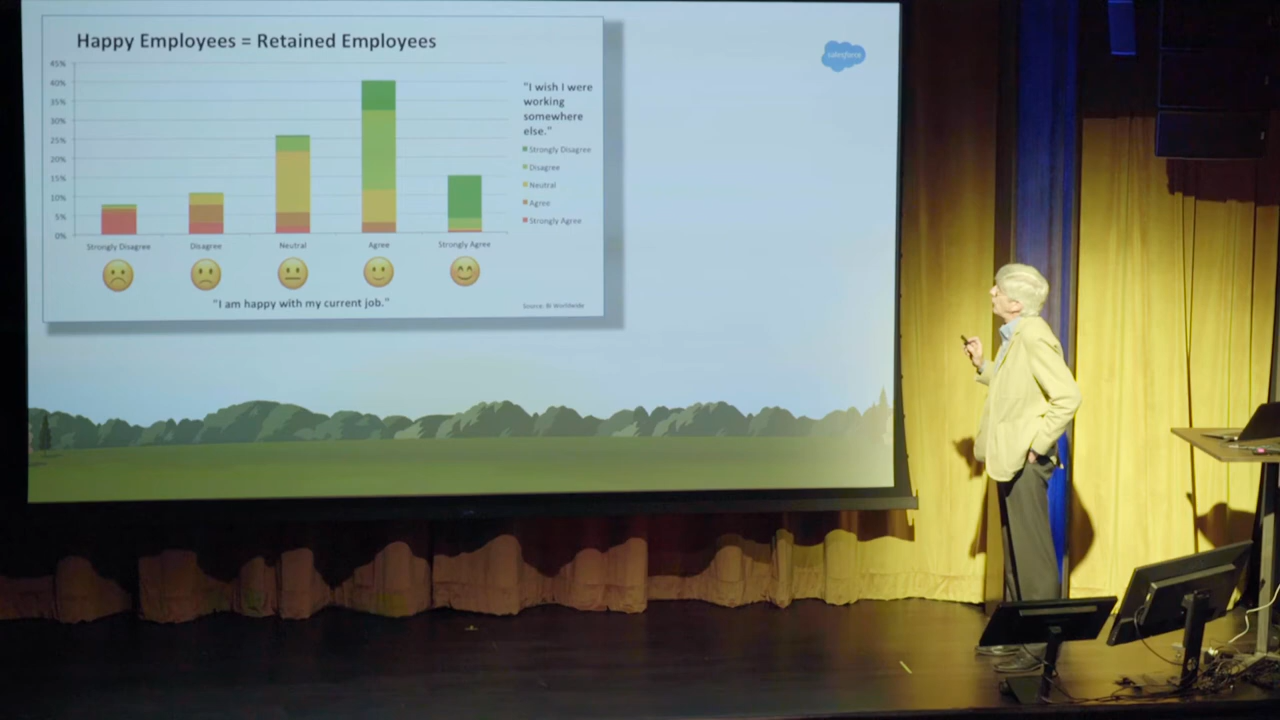 Happy Employees = Retained Employees
salesforce
45%
40%
35%
30%
25%
20%
15%
10%
5%
0%
"I wish I were
working
somewhere
else."
Strongly Disagree
Disagree
Neutral
Agree
Strongly Agree
Strongly Disagree
Disagree
Neutral
Agree
Strongly Agree
"I am happy with my current job."
Source: BI Worldwide